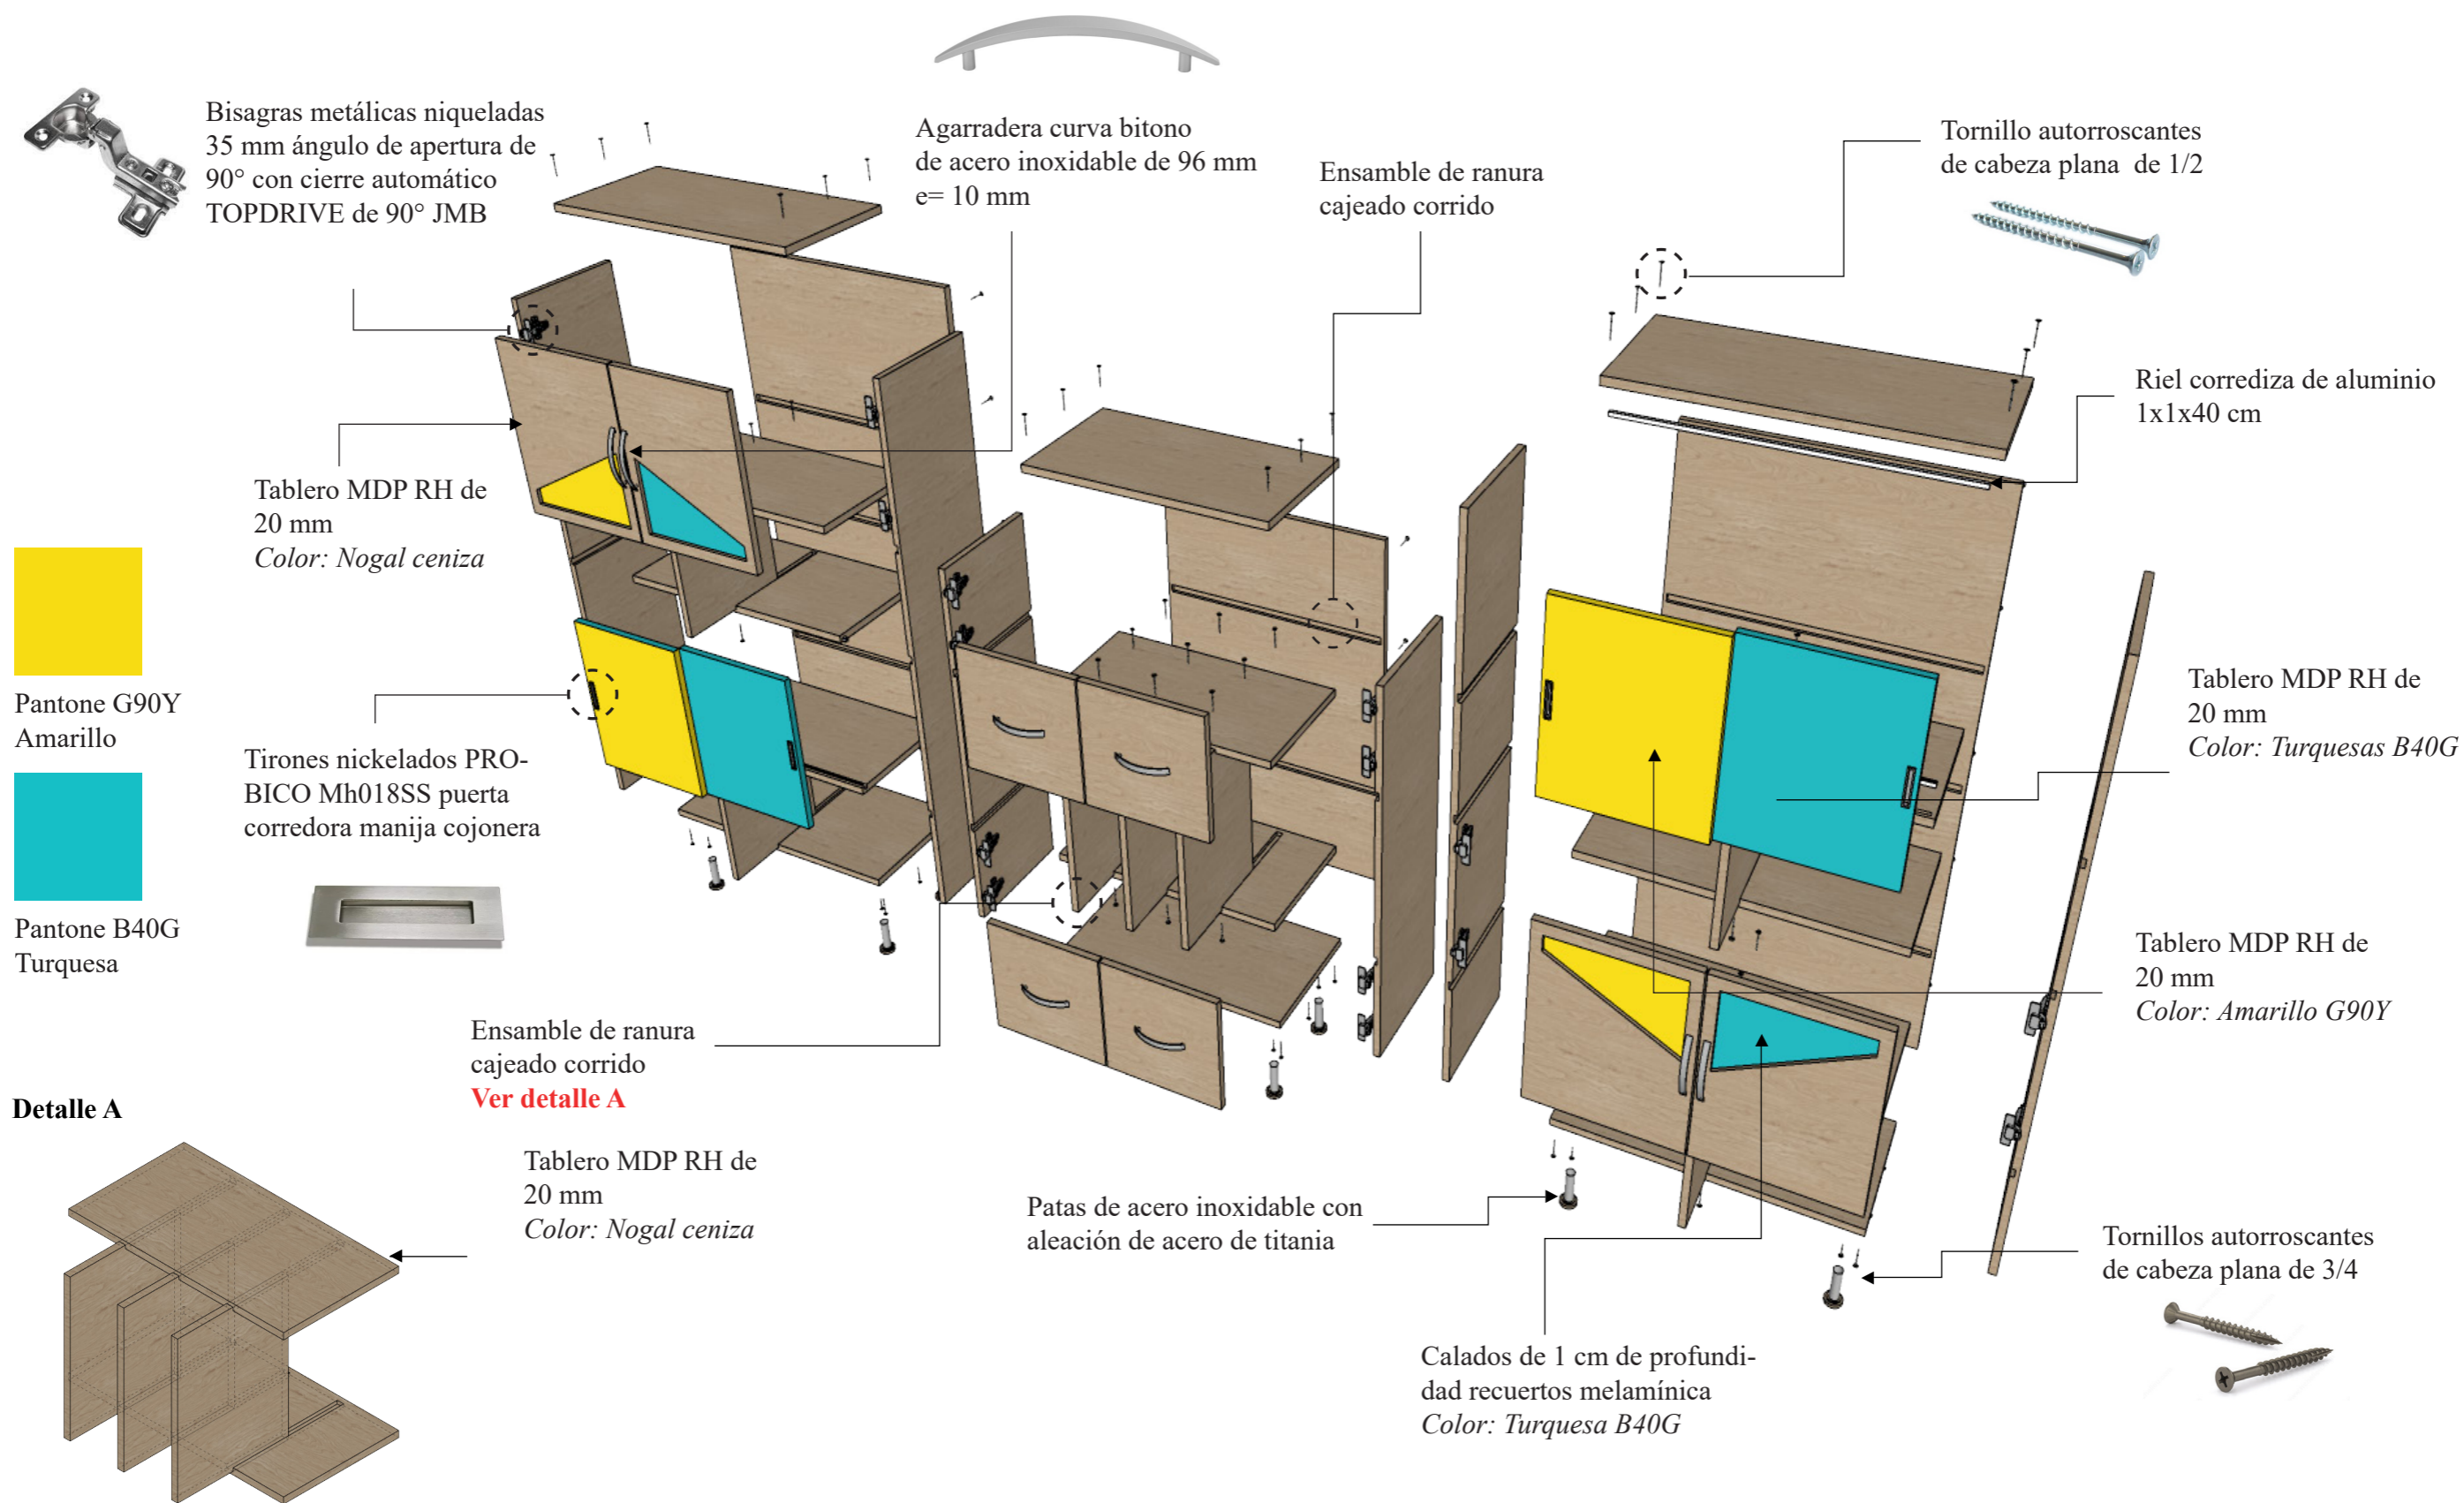 Bisagras metálicas niqueladas
35 mm ángulo de apertura de
90° con cierre automático
TOPDRIVE de 90° JMB
Agarradera curva bitono
de acero inoxidable de 96 mm
e= 10 mm
Ensamble de ranura
cajeado corrido
Tornillo autorroscantes
de cabeza plana  de 1/2
Riel corrediza de aluminio
1x1x40 cm
Tablero MDP RH de
20 mm
Color: Nogal ceniza
Pantone G90Y
Amarillo
Tirones nickelados PRO-
BICO Mh018SS puerta
corredora manija cojonera
Pantone B40G
Turquesa
Tablero MDP RH de
20 mm
Color: Turquesas B40G
Tablero MDP RH de
20 mm
Color: Amarillo G90Y
Ensamble de ranura
cajeado corrido
Ver detalle A
Detalle A
Tablero MDP RH de
20 mm
Color: Nogal ceniza
Patas de acero inoxidable con
aleación de acero de titania
Tornillos autorroscantes
de cabeza plana de 3/4
Calados de 1 cm de profundi-
dad recuertos melamínica
Color: Turquesa B40G